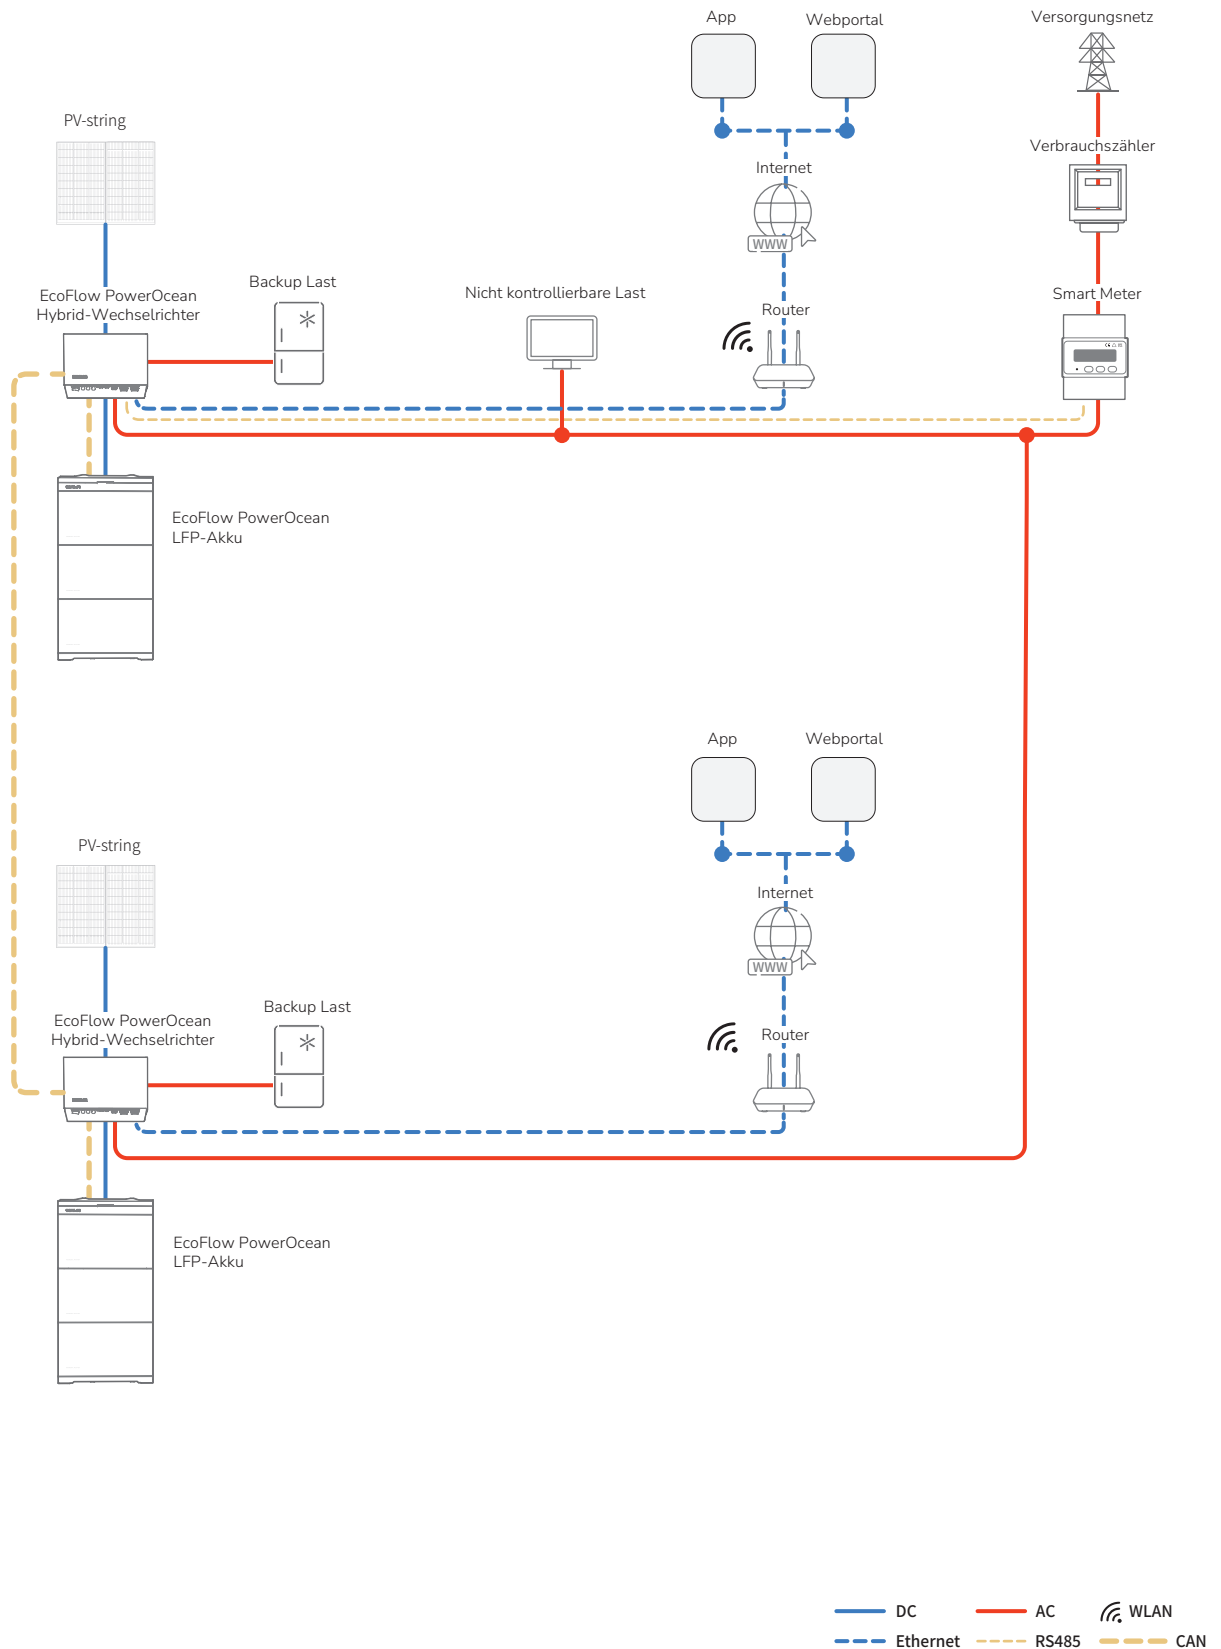 App
Webportal
Versorgungsnetz
PV-string
Verbrauchszähler
Internet
WWW
Backup Last
Nicht kontrollierbare Last
Smart Meter
EcoFlow PowerOcean
Hybrid-Wechselrichter
Router
EcoFlow PowerOcean
LFP-Akku
App
Webportal
PV-string
Internet
WWW
Backup Last
EcoFlow PowerOcean
Hybrid-Wechselrichter
Router
EcoFlow PowerOcean
LFP-Akku
DC
AC
WLAN
Ethernet
RS485
CAN